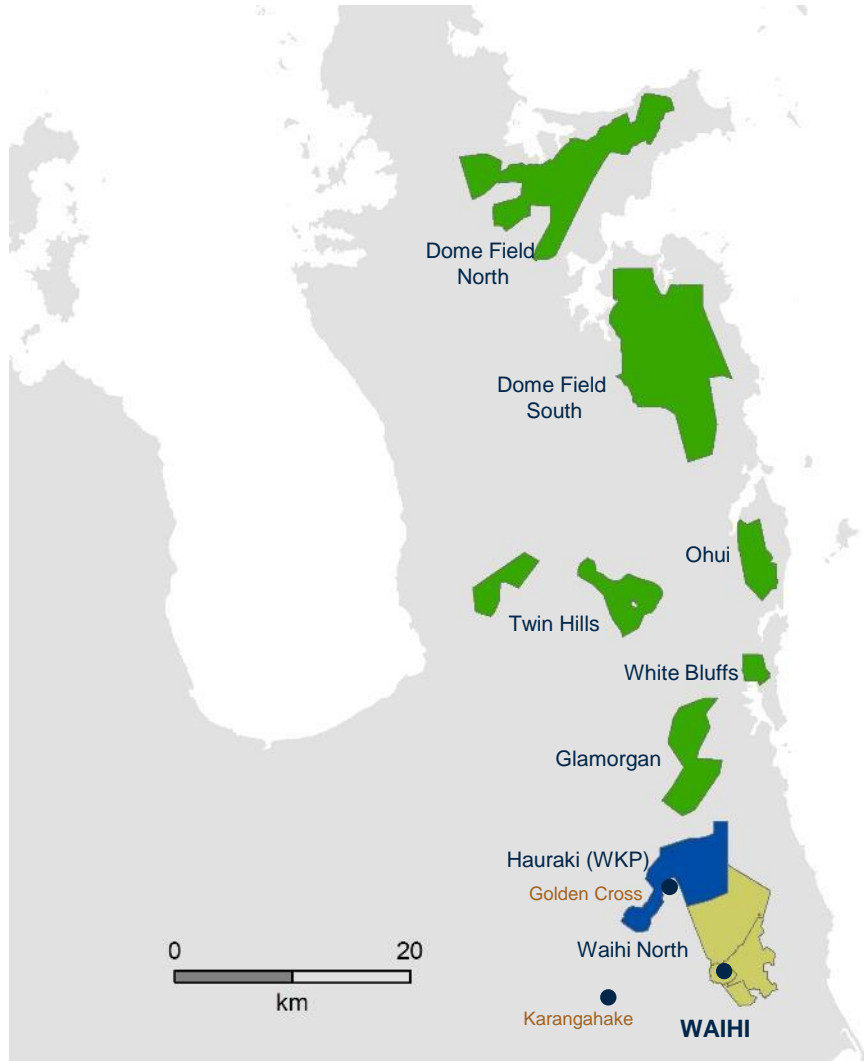 Dome Field
North
Dome Field
South
Ohui
Twin Hills
White Bluffs
Glamorgan
Hauraki (WKP)
Golden Cross
Waihi North
0 20
km
Karangahake
WAIHI